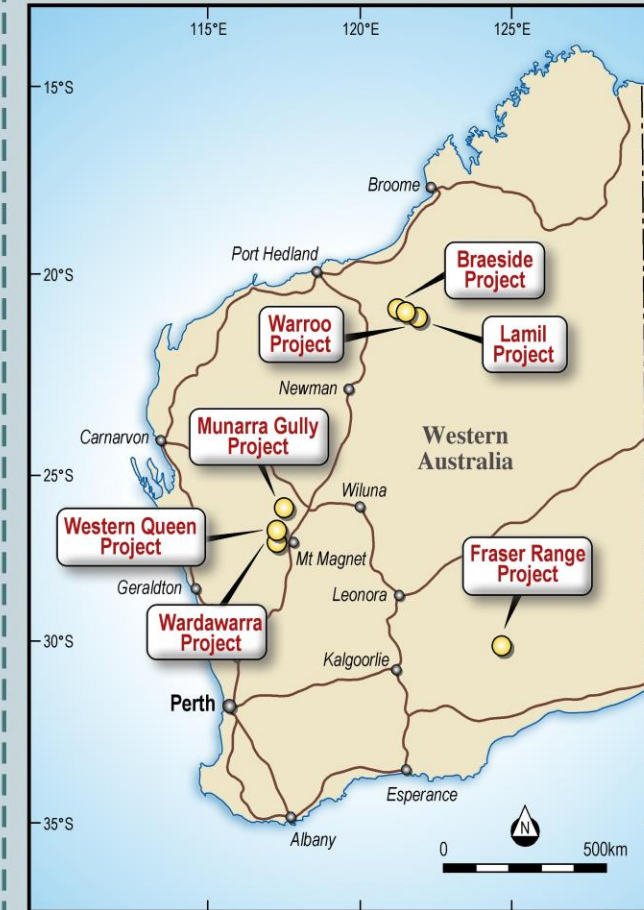 115°E 120°E 125°E
15°S
Broome
Port Hedland
20°S
Braeside
Project
Warroo
Project
Lamil
Project
Newman
Munarra Gully
Project
Carnarvon
Western
Australia
25°S
Wiluna
Western Queen
Project
Mt Magnet
Fraser Range
Project
Geraldton
Leonora
Wardawarra
Project
30°S
Kalgoorlie
Perth
Esperance
35°S
Albany
N
0 500km